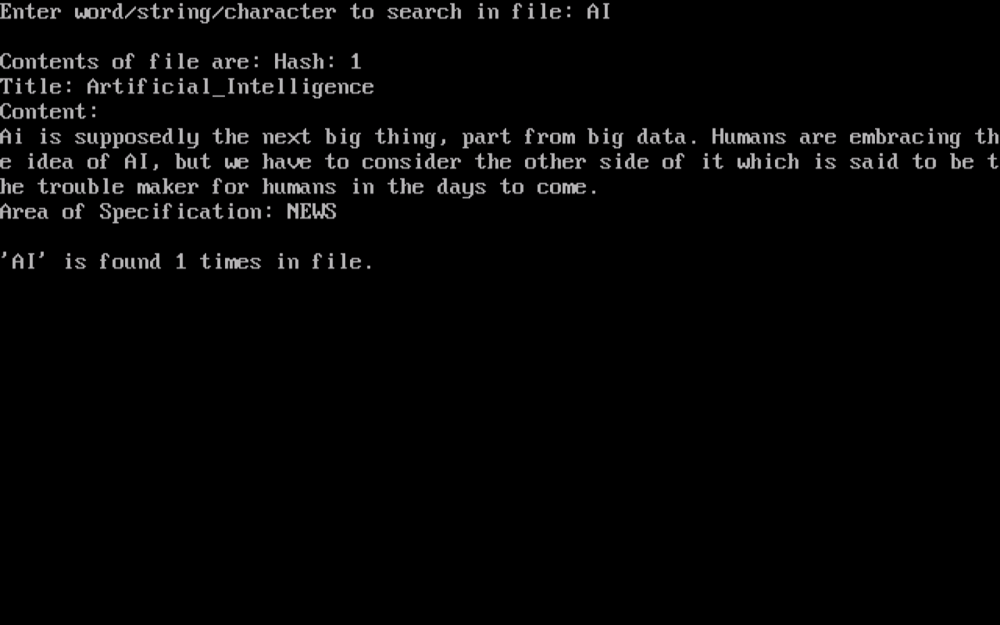 Enter word/string/character to search in file: AI
Contents of file are: Hash: 1
Title: Artificial_Intelligence
Content:
Ai is supposedly the next big thing, part from big data. Humans are embracing th
e idea of AI, but we have to consider the other side of it which is said to be t
he trouble maker for humans in the days to come.
Area of Specification: NEWS
'AI' is found 1 times in file.